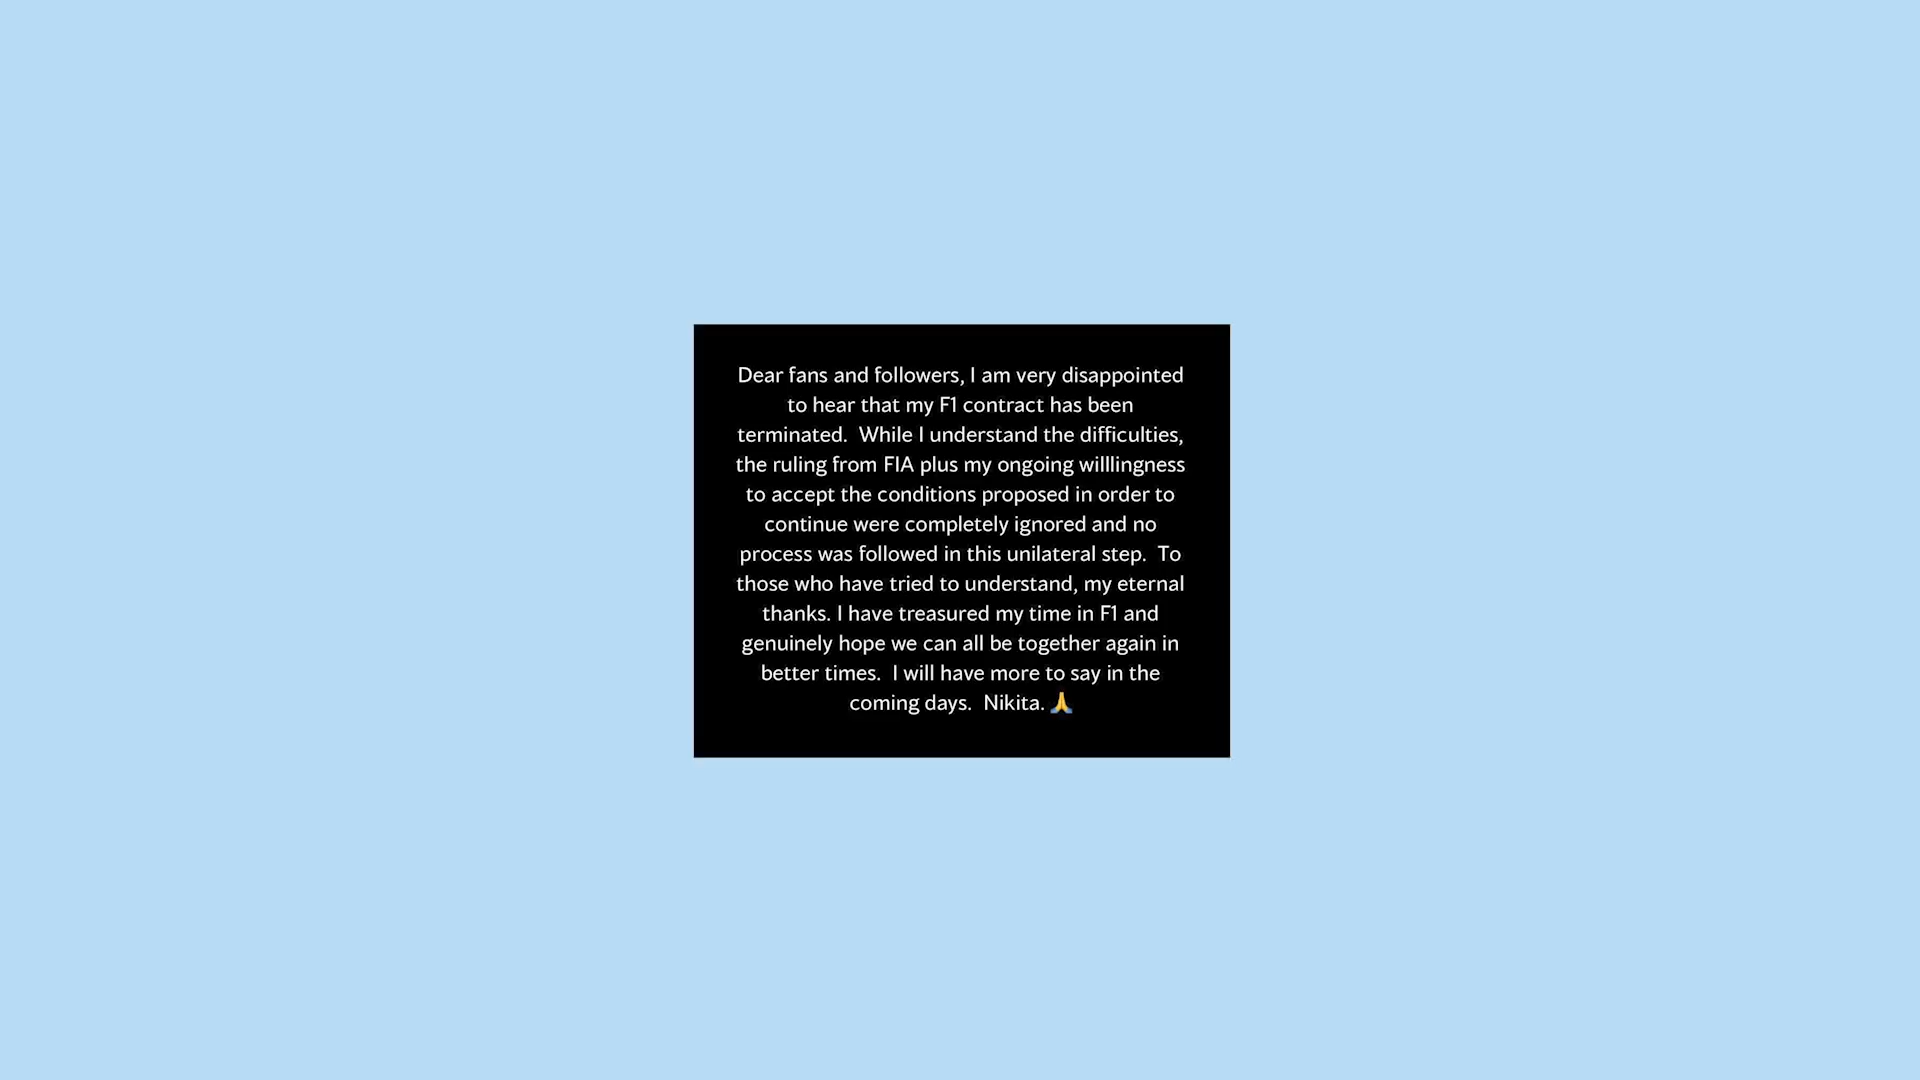 Dear fans and followers, I am very disappointed
to hear that my F1 contract has been
terminated.  While I understand the difficulties,
the ruling from FIA plus my ongoing willlingness
to accept the conditions proposed in order to
continue were completely ignored and no
process was followed in this unilateral step.  To
those who have tried to understand, my eternal
thanks. I have treasured my time in F1 and
genuinely hope we can all be together again in
better times.  I will have more to say in the
coming days.  Nikita. 🙏